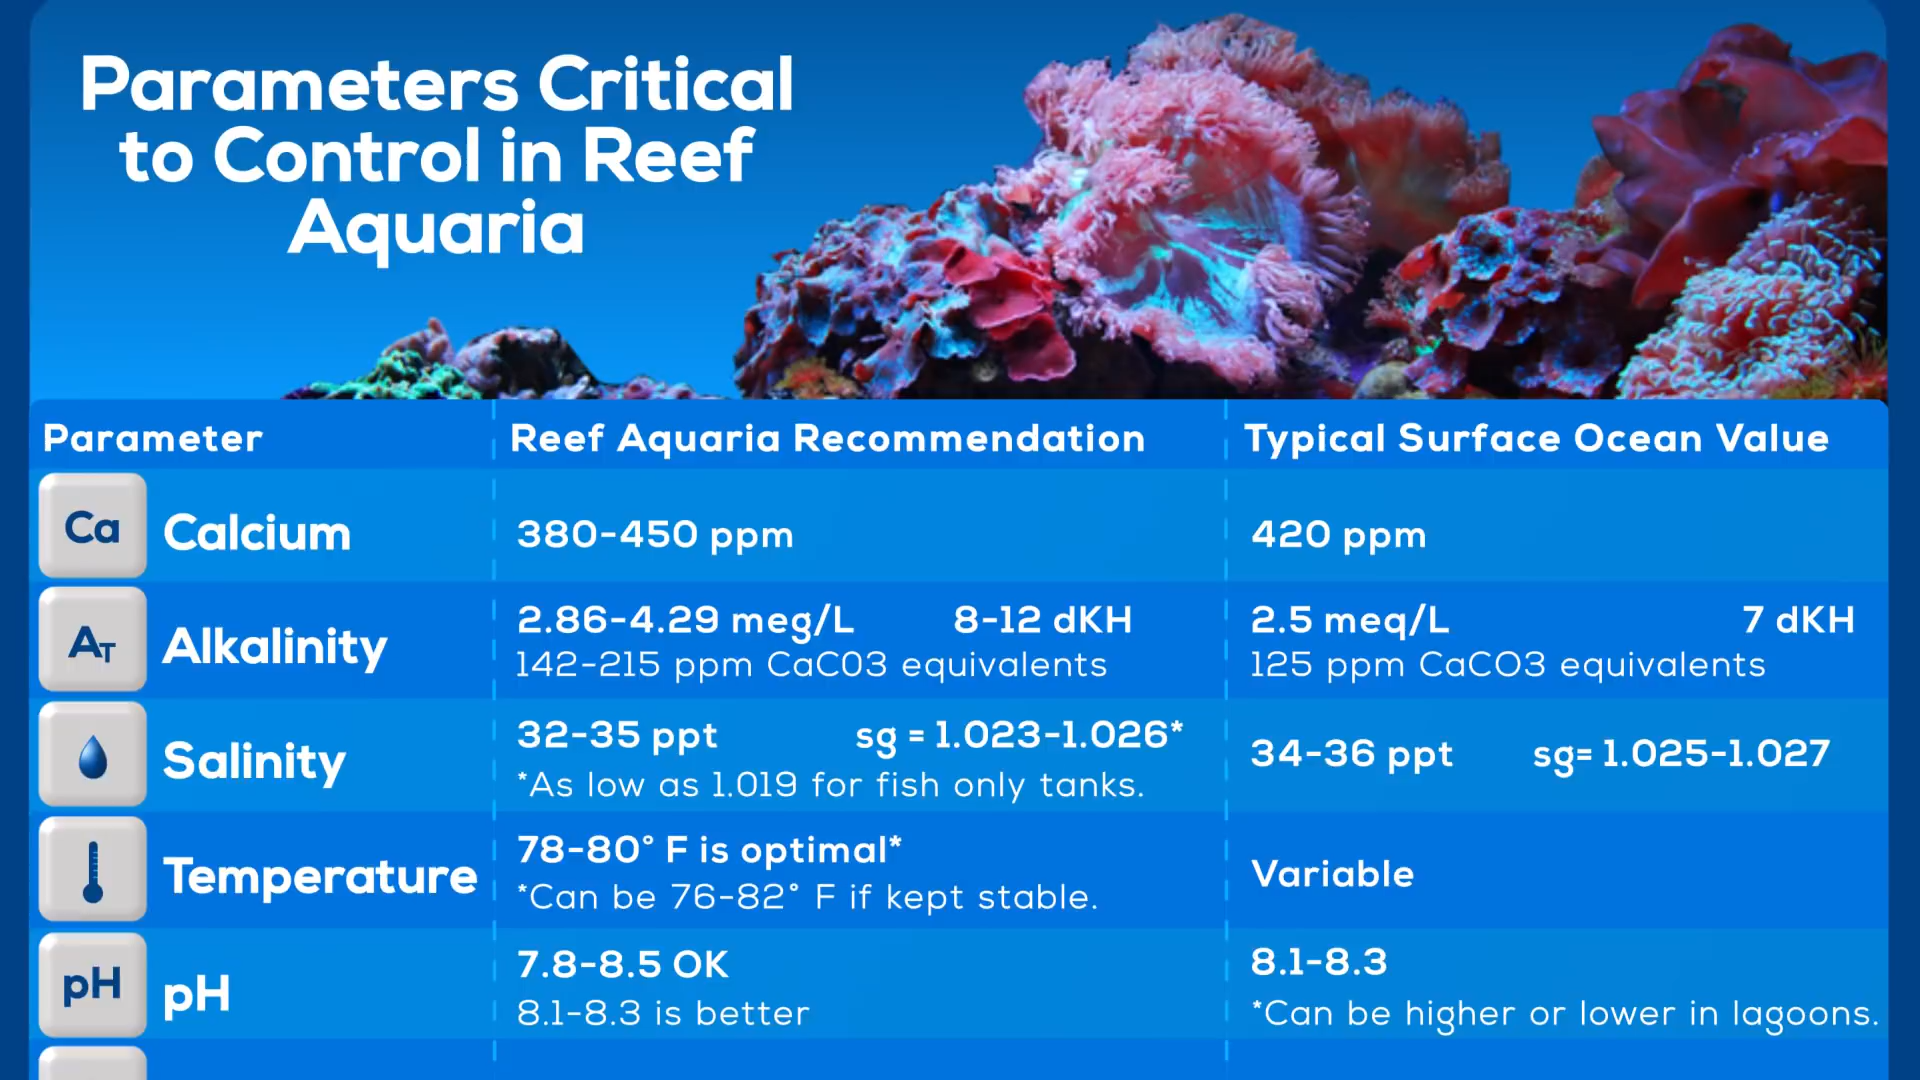 Parameters Critical
to Control in Reef
Aquaria
Parameter Reef Aquaria Recommendation Typical Surface Ocean Value
Ca Calcium 380-450 ppm 420 ppm
AT Alkalinity 2.86-4.29 meg/L 8-12 dKH 2.5 meq/L 7 dKH
142-215 ppm CaC03 equivalents 125 ppm CaCO3 equivalents
Salinity 32-35 ppt sg = 1.023-1.026* 34-36 ppt sg= 1.025-1.027
*As low as 1.019 for fish only tanks.
Temperature 78-80° F is optimal* Variable
*Can be 76-82° F if kept stable.
pH pH 7.8-8.5 OK 8.1-8.3
8.1-8.3 is better *Can be higher or lower in lagoons.